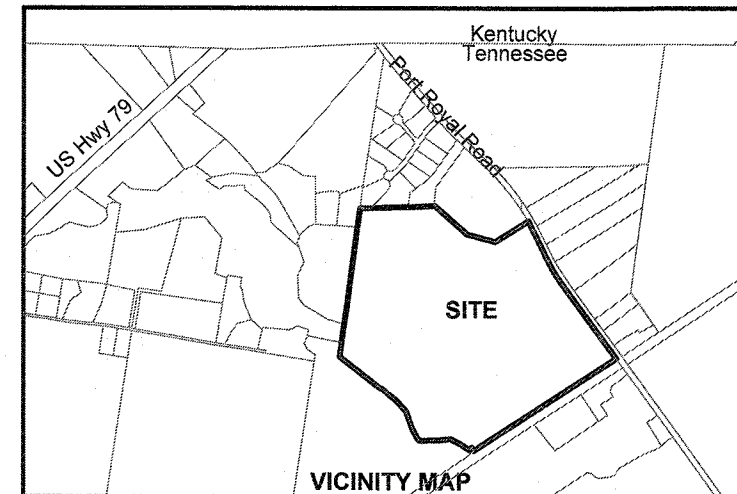 Kentucky
Tennessee
Port Royal Road
US Hwy 79
SITE
VICINITY MAP